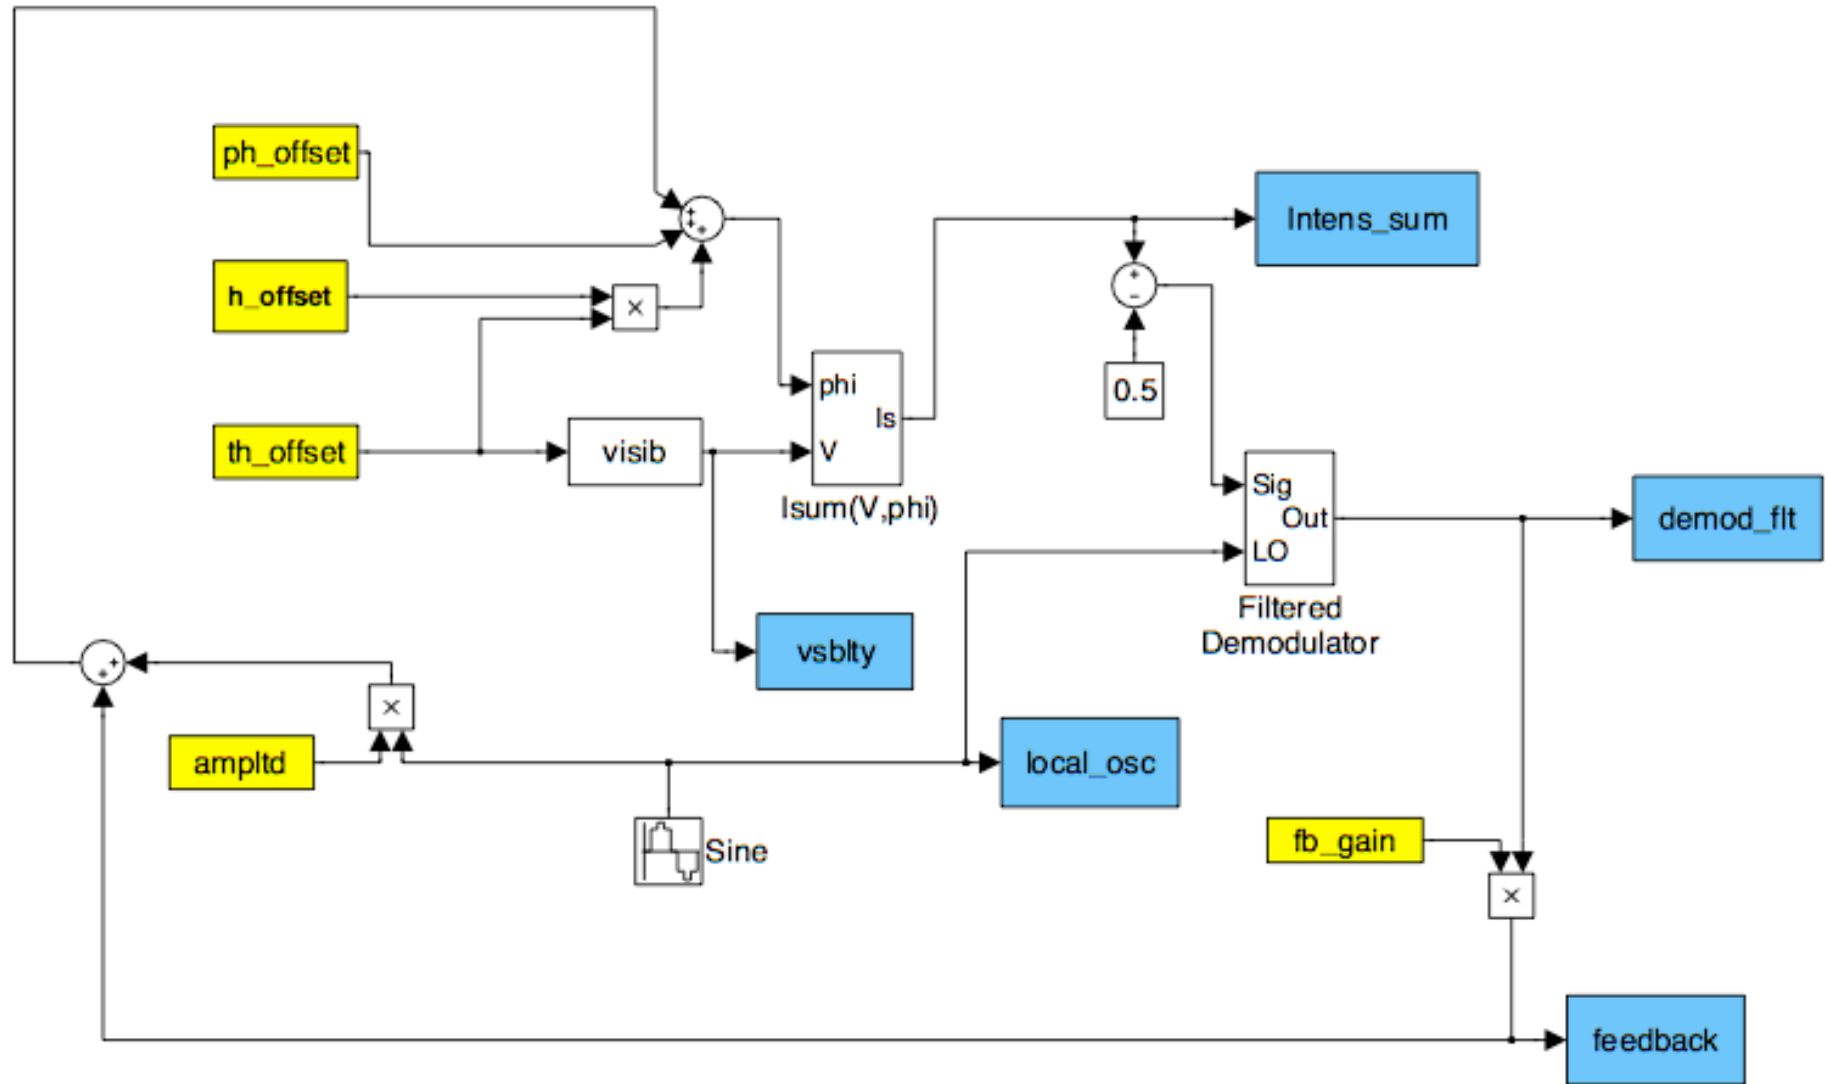 ph_offset
h_offset
×
th_offset
visib
phi
Is
V
Isum(V,phi)
+
+
+
Intens_sum
+
-
0.5
Sig
Out
LO
Filtered
Demodulator
demod_flt
vsblty
+
+
×
ampltd
local_osc
Sine
fb_gain
×
feedback